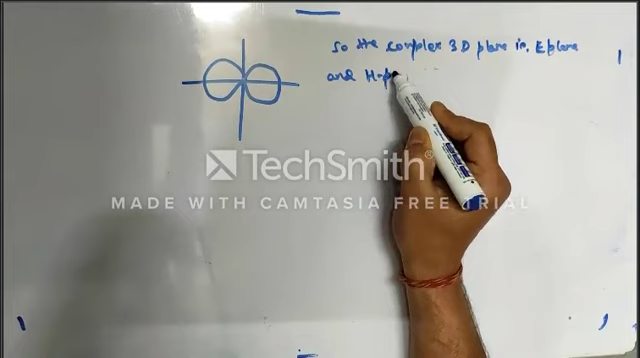 So the complex 3D plane in E plane
and H-p
TechSmith®
MADE WITH CAMTASIA FREE TRIAL